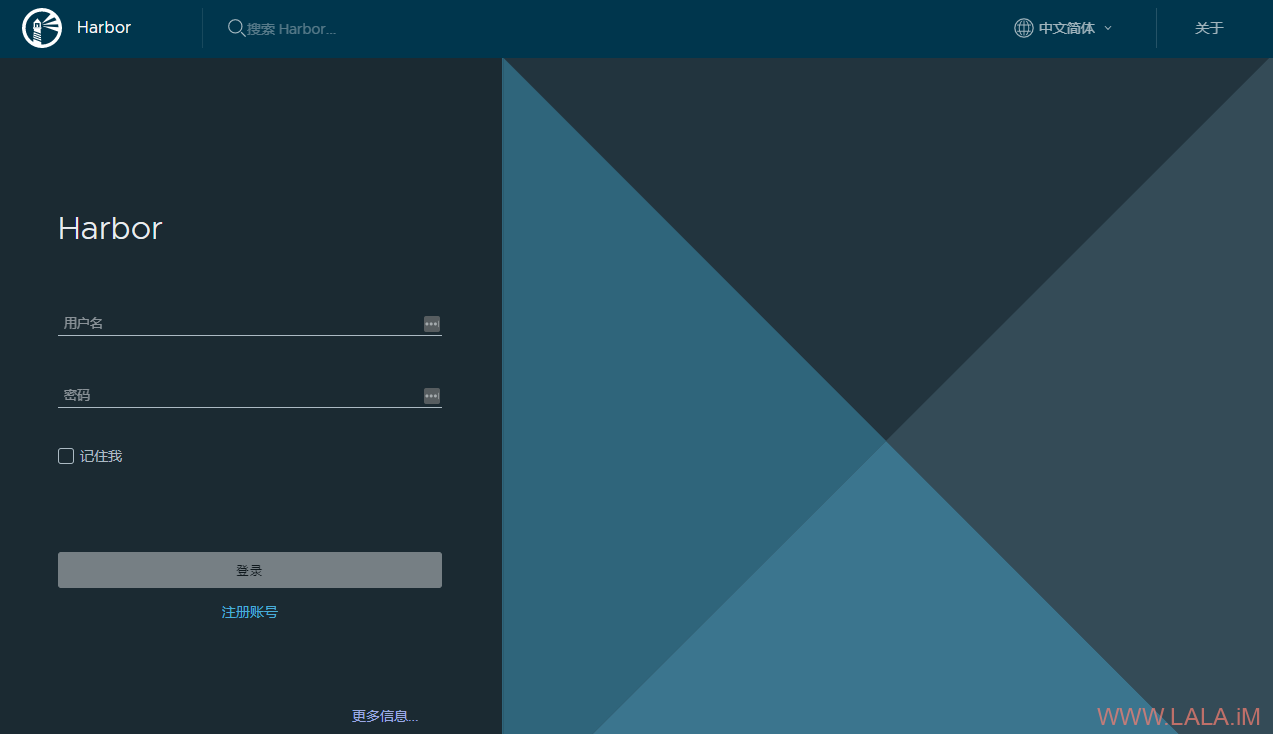 Harbor
搜索 Harbor...
中文简体
关于
Harbor
用户名
密码
记住我
登录
注册账号
更多信息...
WWW.LALA.iM